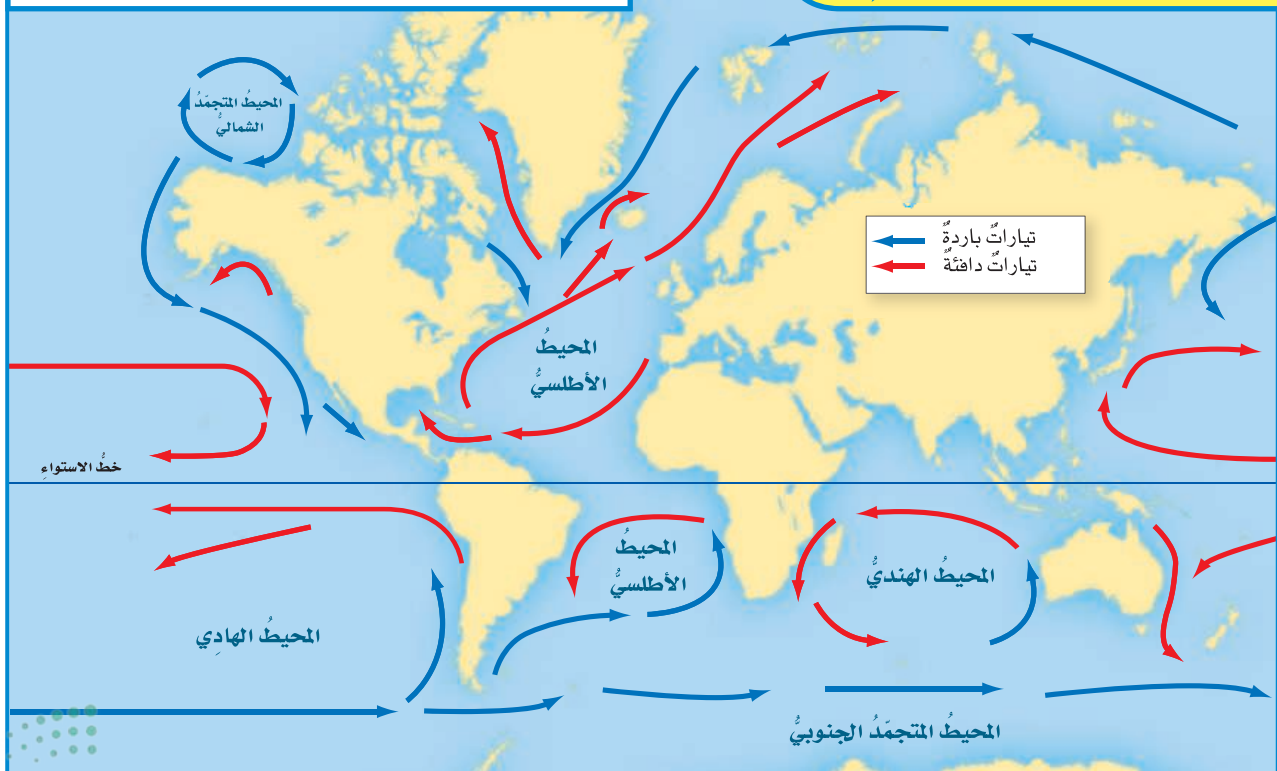 المحيطُ المتجمّدُ
الشماليُّ
تياراتٌ باردةٌ
تياراتٌ دافئةٌ
المحيطُ
الأطلسيُّ
خطُّ الاستواءِ
المحيطُ
الأطلسيُّ
المحيطُ الهنديُّ
المحيطُ الهادِي
المحيطُ المتجمّدُ الجنوبيُّ